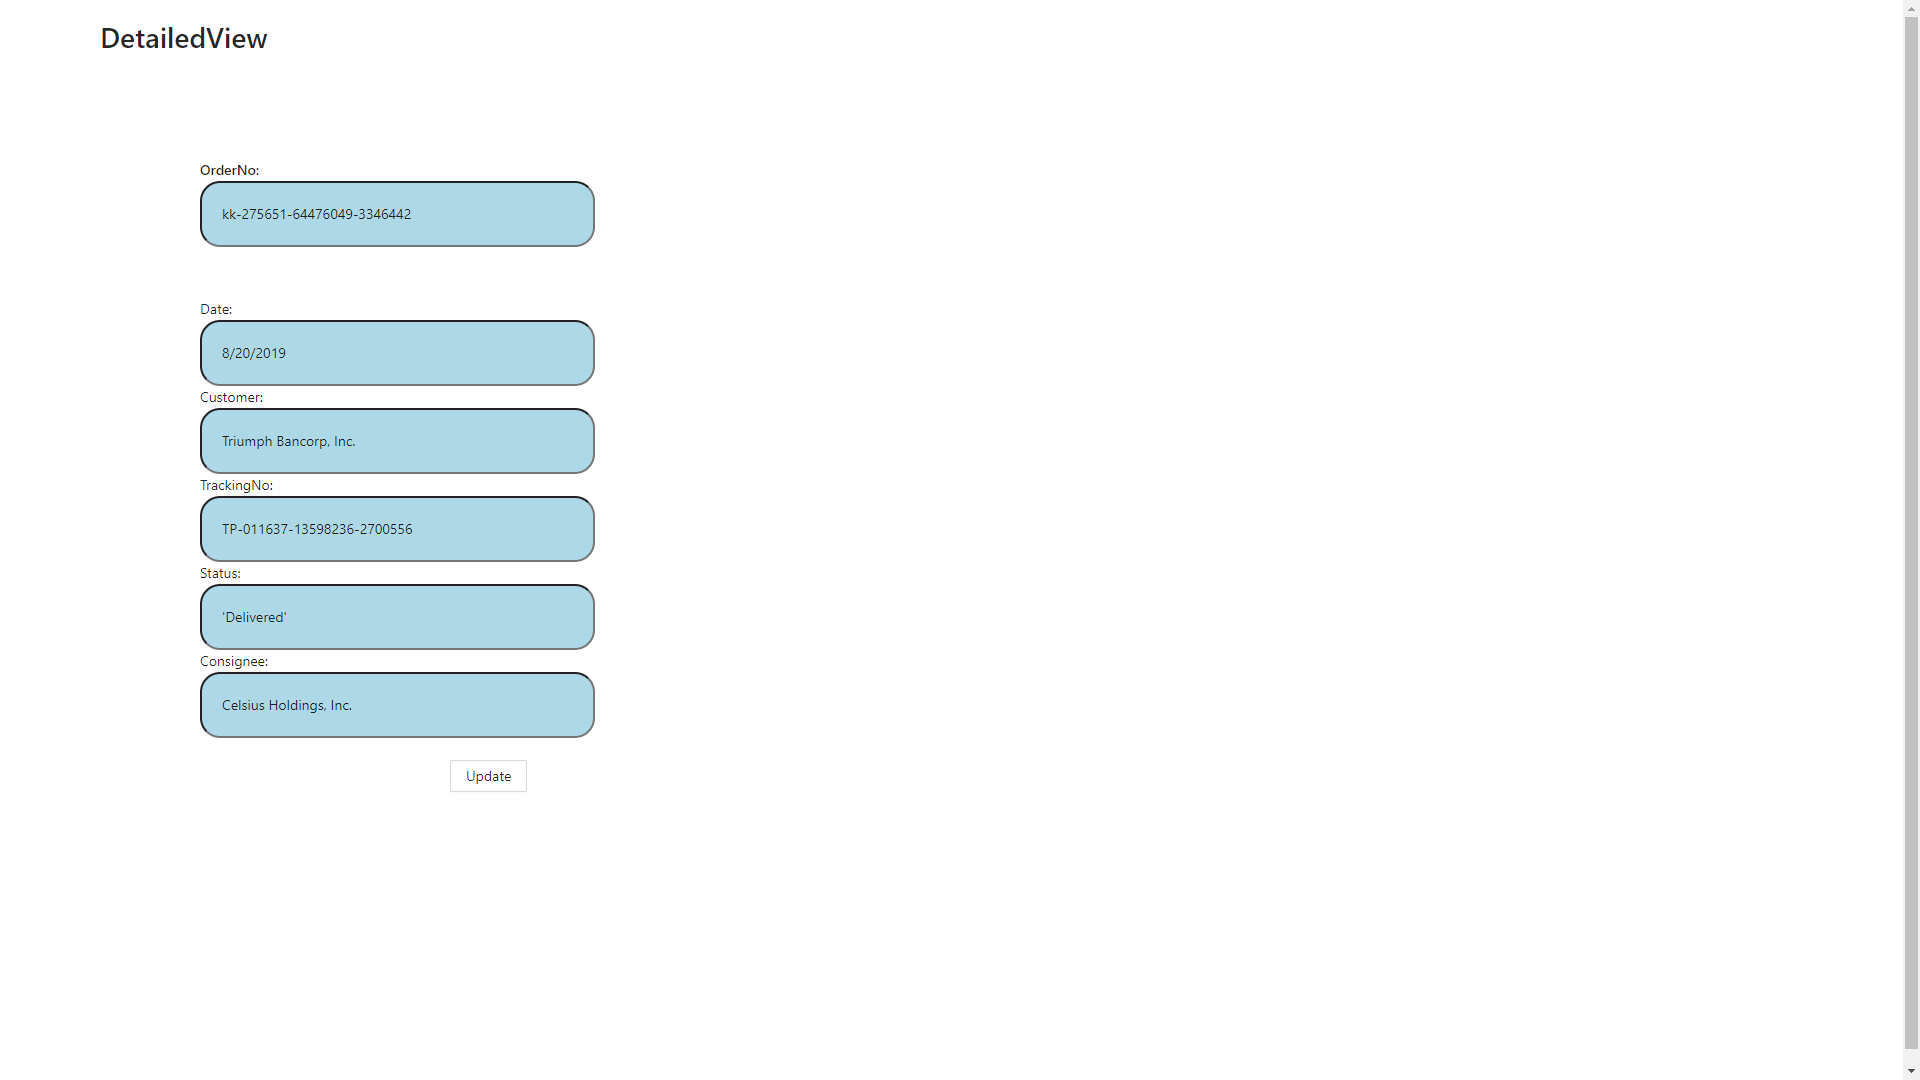 DetailedView
OrderNo:
kk-275651-64476049-3346442
Date:
8/20/2019
Customer:
Triumph Bancorp, Inc.
TrackingNo:
TP-011637-13598236-2700556
Status:
'Delivered'
Consignee:
Celsius Holdings, Inc.
Update